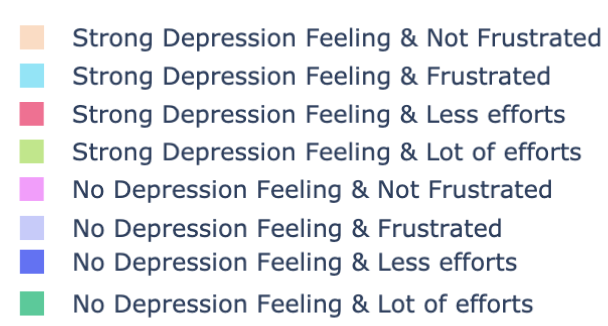 Strong Depression Feeling & Not Frustrated
Strong Depression Feeling & Frustrated
Strong Depression Feeling & Less efforts
Strong Depression Feeling & Lot of efforts
No Depression Feeling & Not Frustrated
No Depression Feeling & Frustrated
No Depression Feeling & Less efforts
No Depression Feeling & Lot of efforts